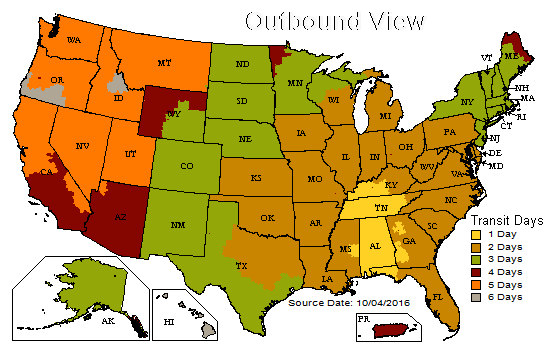 Outbound View
WA
MT
ND
MN
ME
VT
NH
MA
RI
CT
NY
OR
ID
WY
SD
WI
MI
NJ
DE
MD
PA
NE
IA
IL
IN
OH
WV
VA
NV
UT
CO
KS
MO
KY
NC
CA
AZ
NM
OK
AR
TN
SC
TX
LA
MS
AL
GA
FL
AK
HI
PR
Transit Days
1 Day
2 Days
3 Days
4 Days
5 Days
6 Days
Source Date: 10/04/2016